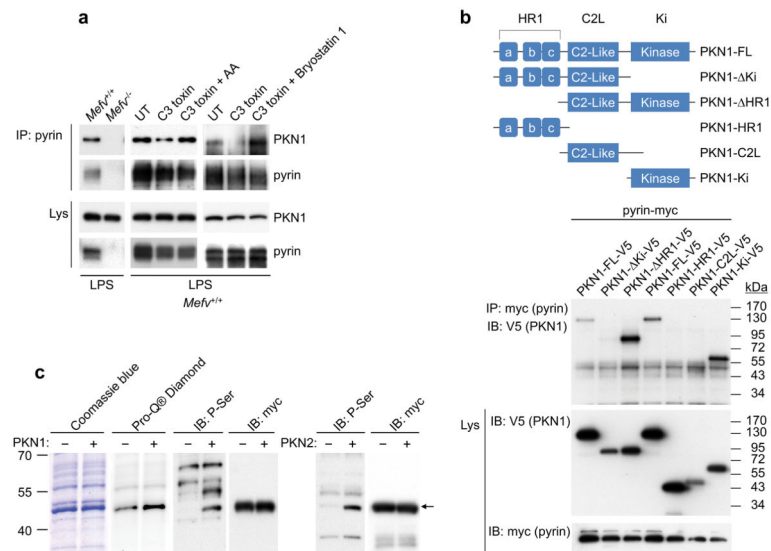 a
Mefv+/+
Mefv-/-
UT
C3 toxin
C3 toxin + AA
UT
C3 toxin
C3 toxin + Bryostatin 1
IP: pyrin
PKN1
pyrin
Lys
PKN1
pyrin
LPS
LPS
Mefv+/+
b
HR1
C2L
Ki
a b c C2-Like Kinase PKN1-FL
a b c C2-Like PKN1-ΔKi
C2-Like Kinase PKN1-ΔHR1
a b c PKN1-HR1
C2-Like PKN1-C2L
Kinase PKN1-Ki
pyrin-myc
PKN1-FL-V5
PKN1-ΔKi-V5
PKN1-ΔHR1-V5
PKN1-FL-V5
PKN1-HR1-V5
PKN1-C2L-V5
PKN1-Ki-V5
kDa
IP: myc (pyrin)
IB: V5 (PKN1)
170
130
95
72
55
43
34
Lys
IB: V5 (PKN1)
170
130
95
72
55
43
34
IB: myc (pyrin)
c
Coomassie blue
Pro-Q® Diamond
IB: P-Ser
IB: myc
IB: P-Ser
IB: myc
PKN1: – + – + – + – +
PKN2: – + – +
70
55
40